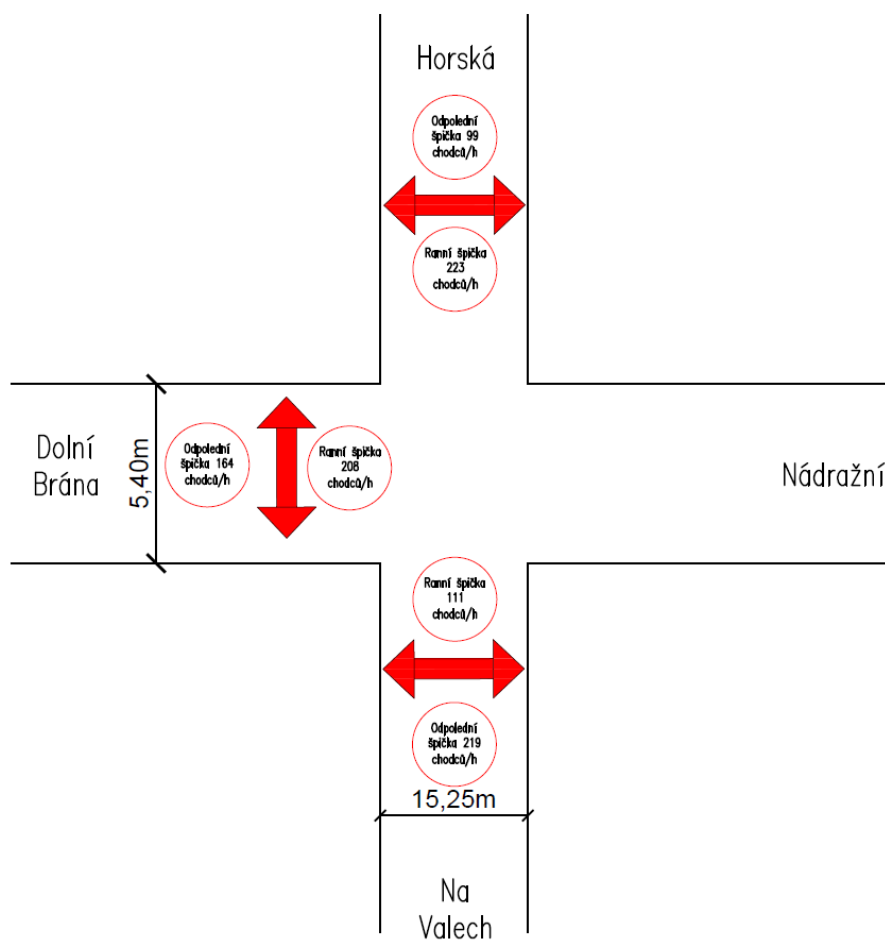 Horská
Odpolední
špička 99
chodců/h
Ranní špička
223
chodců/h
Dolní
Brána
5,40m
Odpolední
špička 164
chodců/h
Ranní špička
208
chodců/h
Nádražní
Ranní špička
111
chodců/h
Odpolední
špička 219
chodců/h
15,25m
Na
Valech